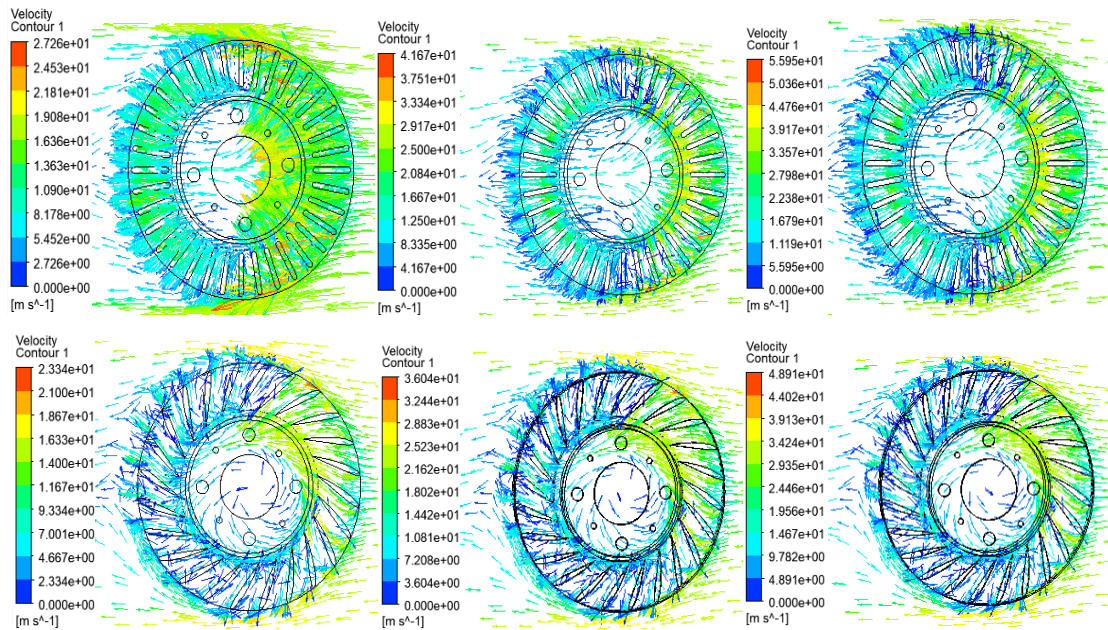 Velocity
Contour 1
2.726e+01
2.453e+01
2.181e+01
1.908e+01
1.636e+01
1.363e+01
1.090e+01
8.178e+00
5.452e+00
2.726e+00
0.000e+00
[m s^-1]
Velocity
Contour 1
4.167e+01
3.751e+01
3.334e+01
2.917e+01
2.500e+01
2.084e+01
1.667e+01
1.250e+01
8.335e+00
4.167e+00
0.000e+00
[m s^-1]
Velocity
Contour 1
5.595e+01
5.036e+01
4.476e+01
3.917e+01
3.357e+01
2.798e+01
2.238e+01
1.679e+01
1.119e+01
5.595e+00
0.000e+00
[m s^-1]
Velocity
Contour 1
2.334e+01
2.100e+01
1.867e+01
1.633e+01
1.400e+01
1.167e+01
9.334e+00
7.001e+00
4.667e+00
2.334e+00
0.000e+00
[m s^-1]
Velocity
Contour 1
3.604e+01
3.244e+01
2.883e+01
2.523e+01
2.162e+01
1.802e+01
1.442e+01
1.081e+01
7.208e+00
3.604e+00
0.000e+00
[m s^-1]
Velocity
Contour 1
4.891e+01
4.402e+01
3.913e+01
3.424e+01
2.935e+01
2.446e+01
1.956e+01
9.782e+00
4.891e+00
0.000e+00
[m s^-1]